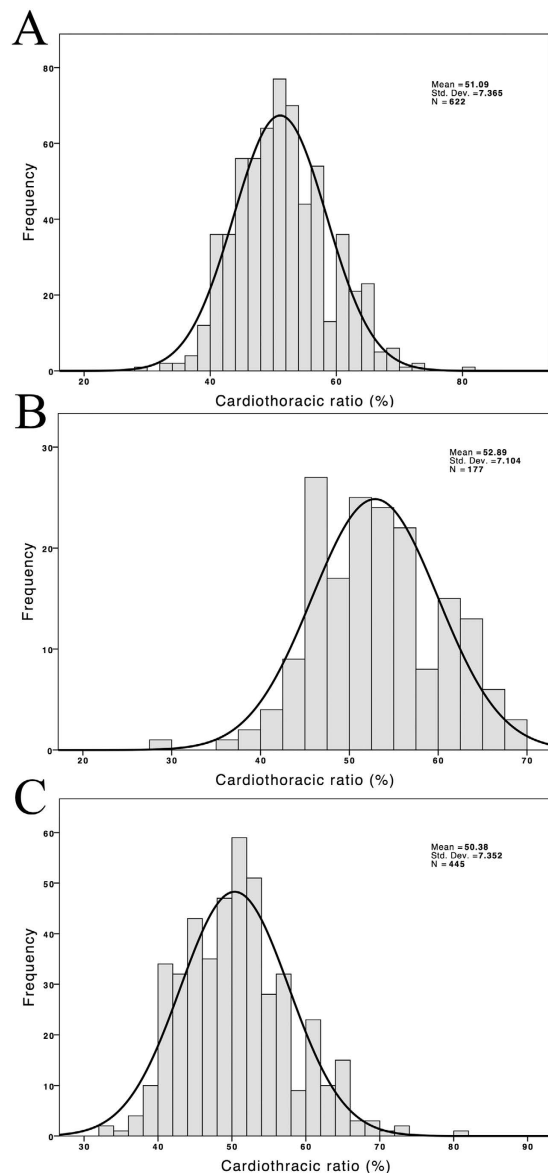 A
Mean =51.09
Std. Dev. =7.365
N = 622
Frequency
80
60
40
20
0
20 40 60 80
Cardiothoracic ratio (%)
B
Mean =52.89
Std. Dev. =7.104
N = 177
Frequency
30
20
10
0
20 30 40 50 60 70
Cardiothoracic ratio (%)
C
Mean =50.38
Std. Dev. =7.352
N = 445
Frequency
60
50
40
30
20
10
0
30 40 50 60 70 80 90
Cardiothoracic ratio (%)